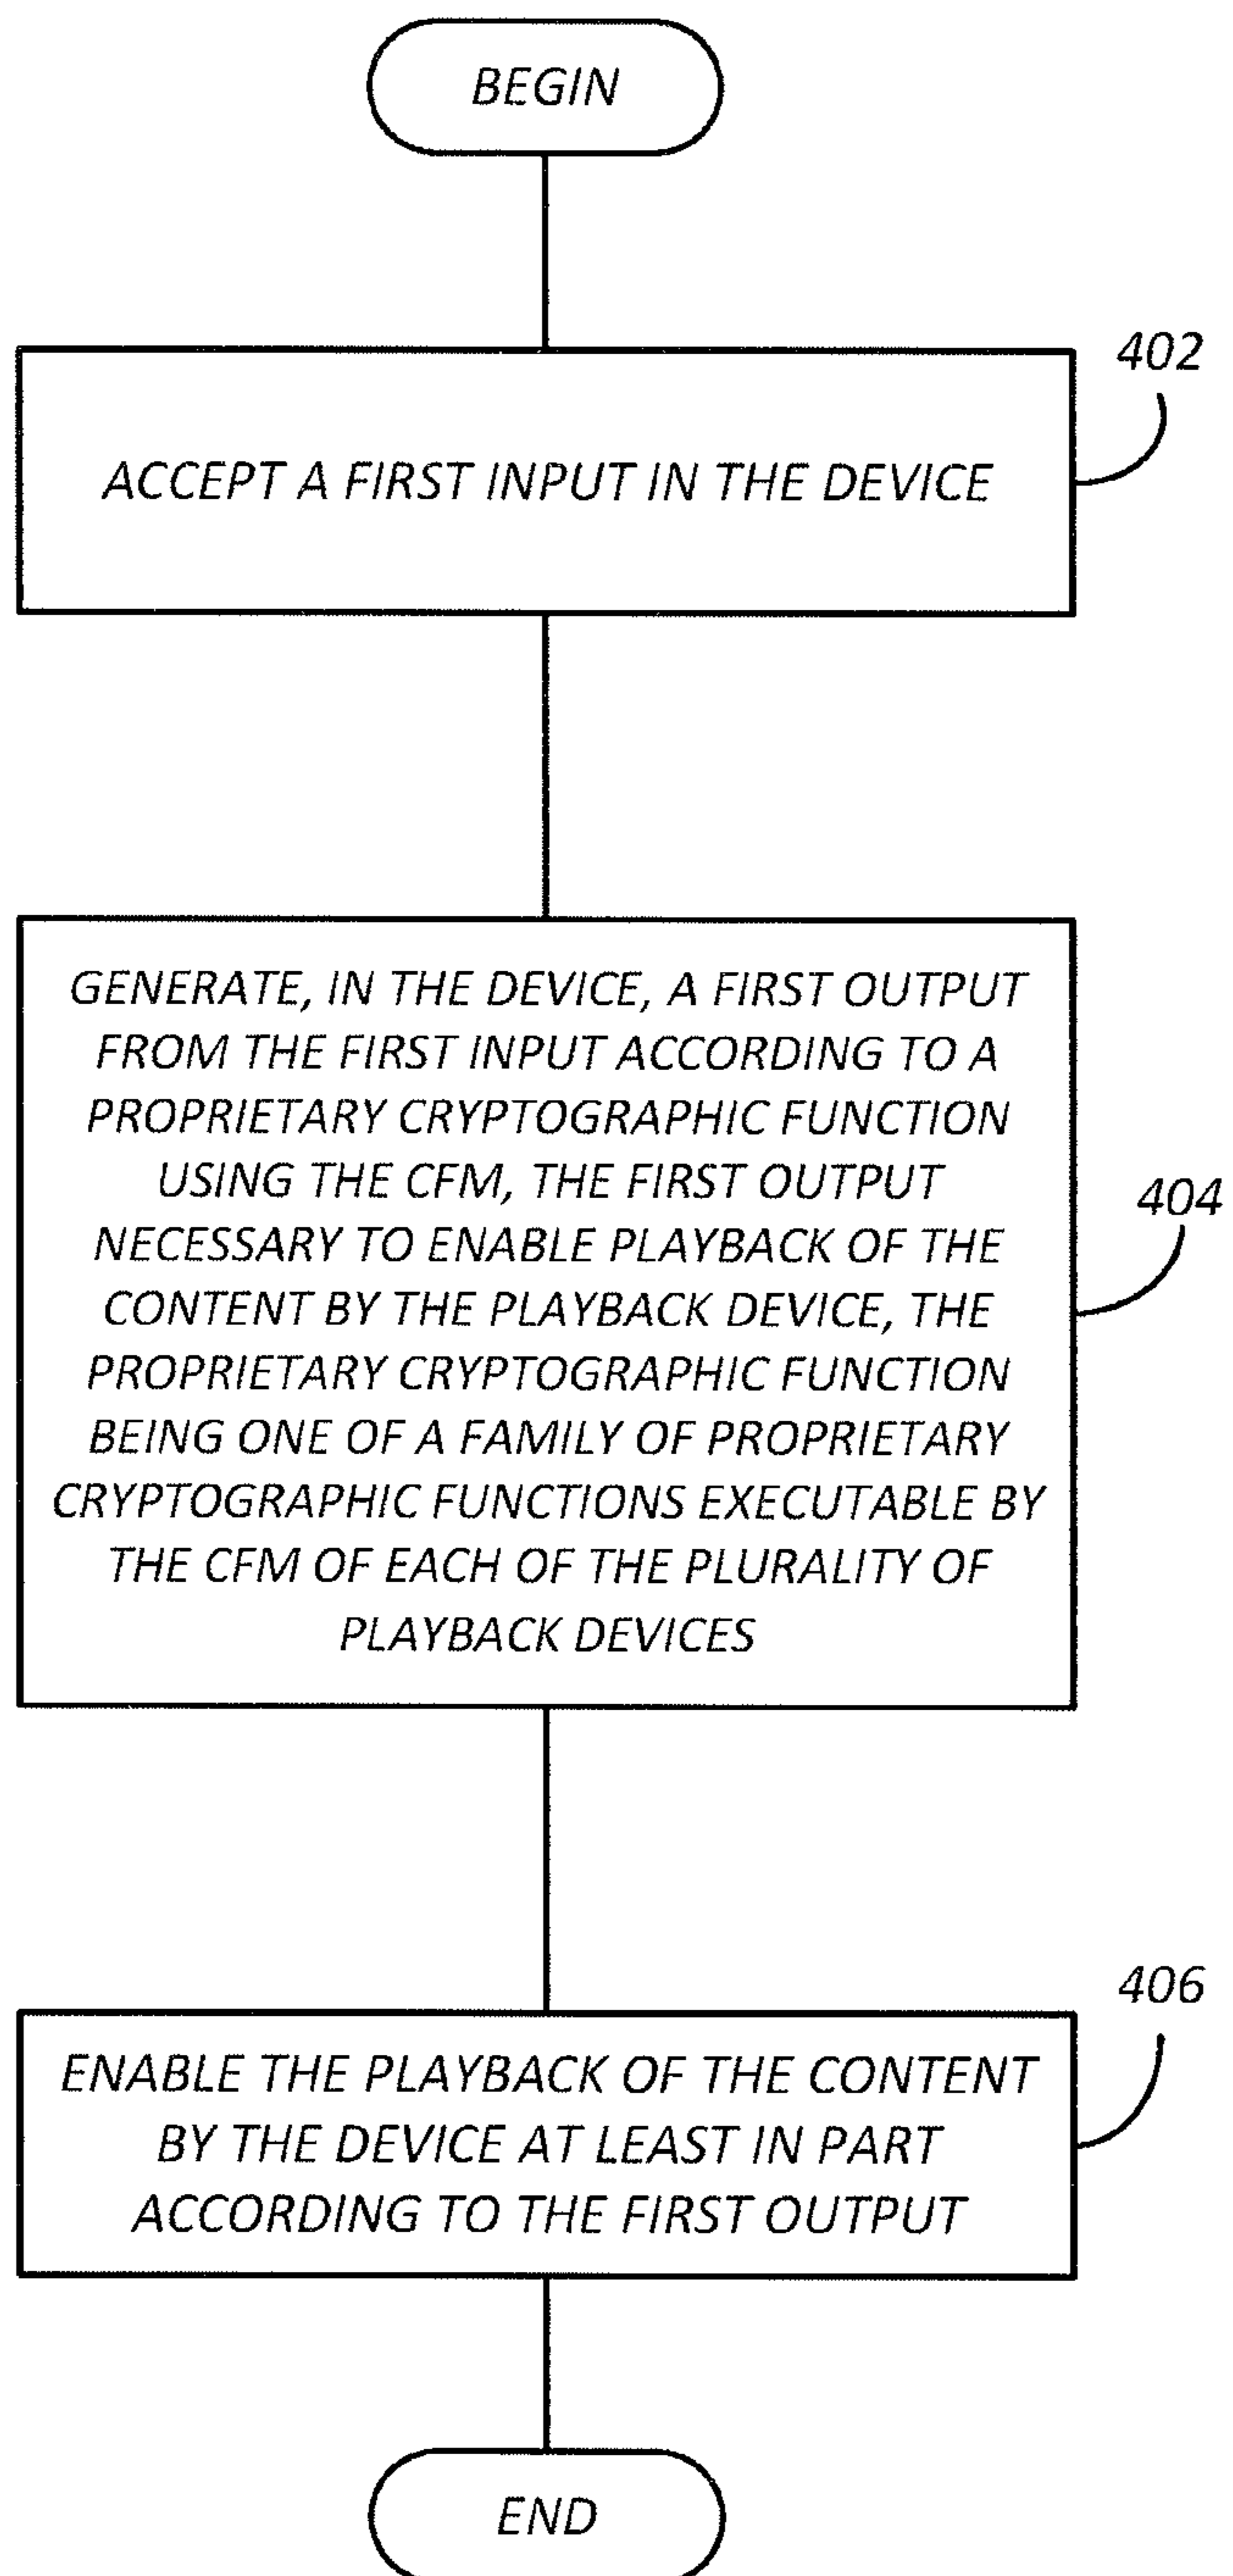 BEGIN
402
ACCEPT A FIRST INPUT IN THE DEVICE
GENERATE, IN THE DEVICE, A FIRST OUTPUT
FROM THE FIRST INPUT ACCORDING TO A
PROPRIETARY CRYPTOGRAPHIC FUNCTION
USING THE CFM, THE FIRST OUTPUT
NECESSARY TO ENABLE PLAYBACK OF THE
CONTENT BY THE PLAYBACK DEVICE, THE
PROPRIETARY CRYPTOGRAPHIC FUNCTION
BEING ONE OF A FAMILY OF PROPRIETARY
CRYPTOGRAPHIC FUNCTIONS EXECUTABLE BY
THE CFM OF EACH OF THE PLURALITY OF
PLAYBACK DEVICES
404
406
ENABLE THE PLAYBACK OF THE CONTENT
BY THE DEVICE AT LEAST IN PART
ACCORDING TO THE FIRST OUTPUT
END